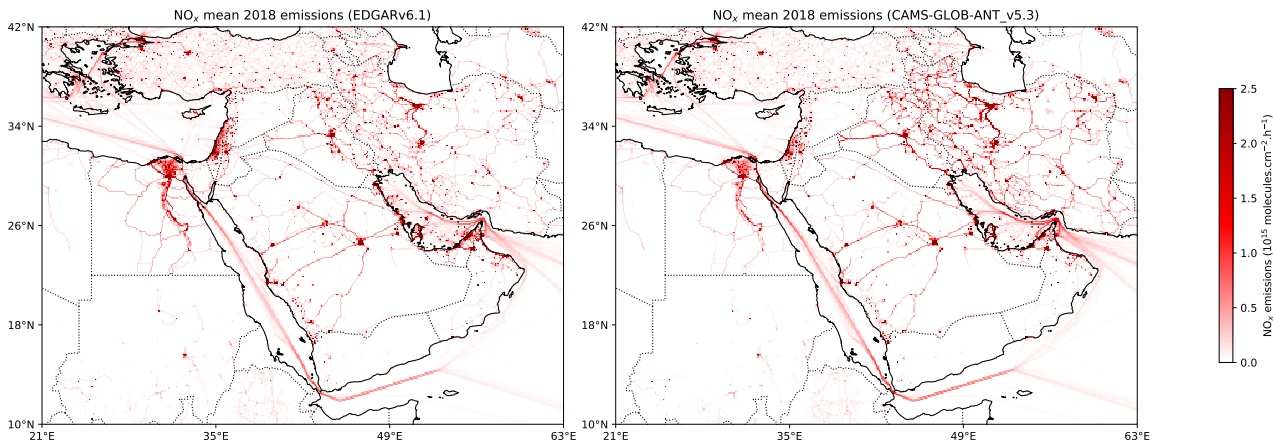 NOₓ mean 2018 emissions (EDGARv6.1)
42°N
34°N
26°N
18°N
10°N
21°E
35°E
49°E
63°E
NOₓ mean 2018 emissions (CAMS-GLOB-ANT_v5.3)
42°N
34°N
26°N
18°N
10°N
21°E
35°E
49°E
63°E
2.5
2.0
1.5
1.0
0.5
0.0
NOₓ emissions (10¹⁵ molecules.cm⁻².h⁻¹)